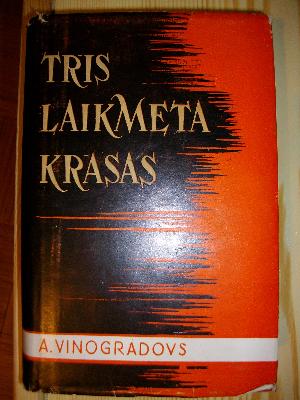 TRIS
LAIKMETA
KRASAS
A. VINOGRADOVS